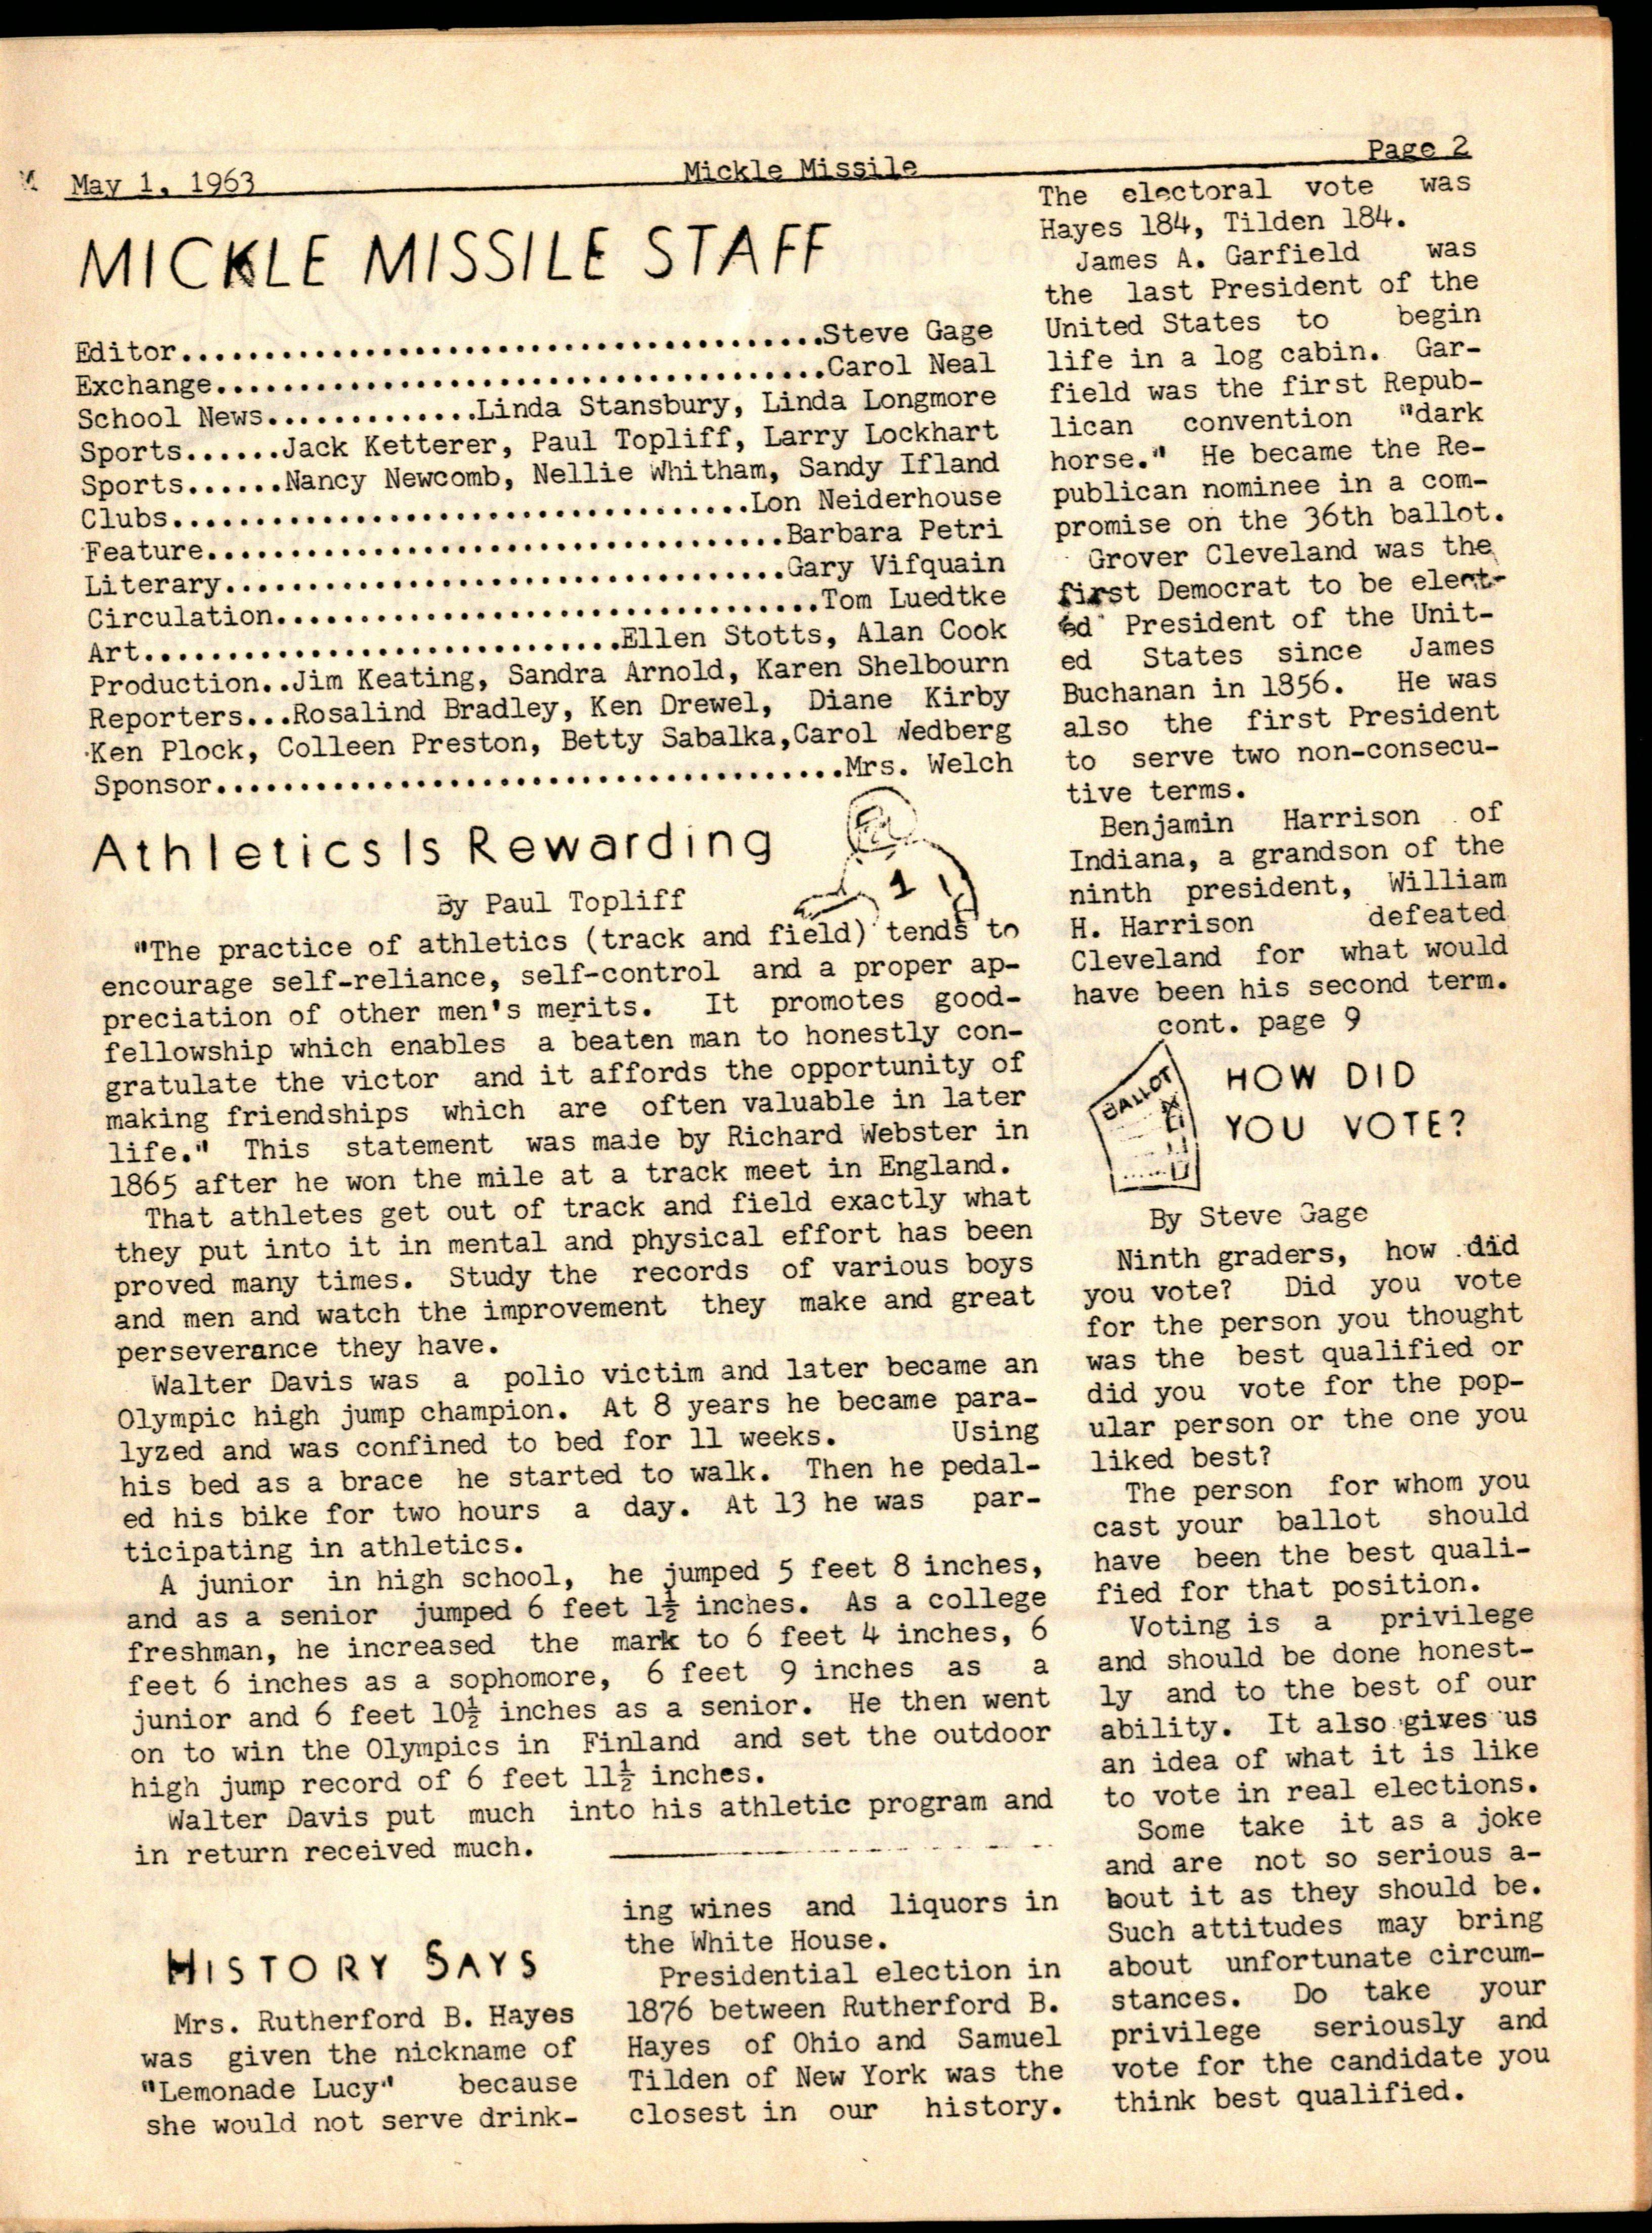 May 1, 1963 Mickle Missile Page 2
MICKLE MISSILE STAFF
Editor.......................................Steve Gage
Exchange.....................................Carol Neal
School News.............Linda Stansbury, Linda Longmore
Sports......Jack Ketterer, Paul Topliff, Larry Lockhart
Sports......Nancy Newcomb, Nellie Whitham, Sandy Ifland
Clubs...................................Lon Neiderhouse
Feature...................................Barbara Petri
Literary..................................Gary Vifquain
Circulation.................................Tom Luedtke
Art.............................Ellen Stotts, Alan Cook
Production..Jim Keating, Sandra Arnold, Karen Shelbourn
Reporters...Rosalind Bradley, Ken Drewel, Diane Kirby
Ken Plock, Colleen Preston, Betty Sabalka,Carol Wedberg
Sponsor......................................Mrs. Welch
Athletics Is Rewarding
1
By Paul Topliff
"The practice of athletics (track and field) tends to
encourage self-reliance, self-control and a proper ap-
preciation of other men's merits. It promotes good-
fellowship which enables a beaten man to honestly con-
gratulate the victor and it affords the opportunity of
making friendships which are often valuable in later
life." This statement was made by Richard Webster in
1865 after he won the mile at a track meet in England.
That athletes get out of track and field exactly what
they put into it in mental and physical effort has been
proved many times. Study the records of various boys
and men and watch the improvement they make and great
perseverance they have.
Walter Davis was a polio victim and later became an
Olympic high jump champion. At 8 years he became para-
lyzed and was confined to bed for 11 weeks. Using
his bed as a brace he started to walk. Then he pedal-
ed his bike for two hours a day. At 13 he was par-
ticipating in athletics.
A junior in high school, he jumped 5 feet 8 inches,
and as a senior jumped 6 feet 1½ inches. As a college
freshman, he increased the mark to 6 feet 4 inches, 6
feet 6 inches as a sophomore, 6 feet 9 inches as a
junior and 6 feet 10½ inches as a senior. He then went
on to win the Olympics in Finland and set the outdoor
high jump record of 6 feet 11½ inches.
Walter Davis put much into his athletic program and
in return received much.
HISTORY SAYS
Mrs. Rutherford B. Hayes
was given the nickname of
"Lemonade Lucy" because
she would not serve drink-
ing wines and liquors in
the White House.
Presidential election in
1876 between Rutherford B.
Hayes of Ohio and Samuel
Tilden of New York was the
closest in our history.
The electoral vote was
Hayes 184, Tilden 184.
James A. Garfield was
the last President of the
United States to begin
life in a log cabin. Gar-
field was the first Repub-
lican convention "dark
horse." He became the Re-
publican nominee in a com-
promise on the 36th ballot.
Grover Cleveland was the
first Democrat to be elect-
ed President of the Unit-
ed States since James
Buchanan in 1856. He was
also the first President
to serve two non-consecu-
tive terms.
Benjamin Harrison of
Indiana, a grandson of the
ninth president, William
H. Harrison defeated
Cleveland for what would
have been his second term.
cont. page 9
BALLOT
HOW DID
YOU VOTE?
By Steve Gage
Ninth graders, how did
you vote? Did you vote
for the person you thought
was the best qualified or
did you vote for the pop-
ular person or the one you
liked best?
The person for whom you
cast your ballot should
have been the best quali-
fied for that position.
Voting is a privilege
and should be done honest-
ly and to the best of our
ability. It also gives us
an idea of what it is like
to vote in real elections.
Some take it as a joke
and are not so serious a-
bout it as they should be.
Such attitudes may bring
about unfortunate circum-
stances. Do take your
privilege seriously and
vote for the candidate you
think best qualified.